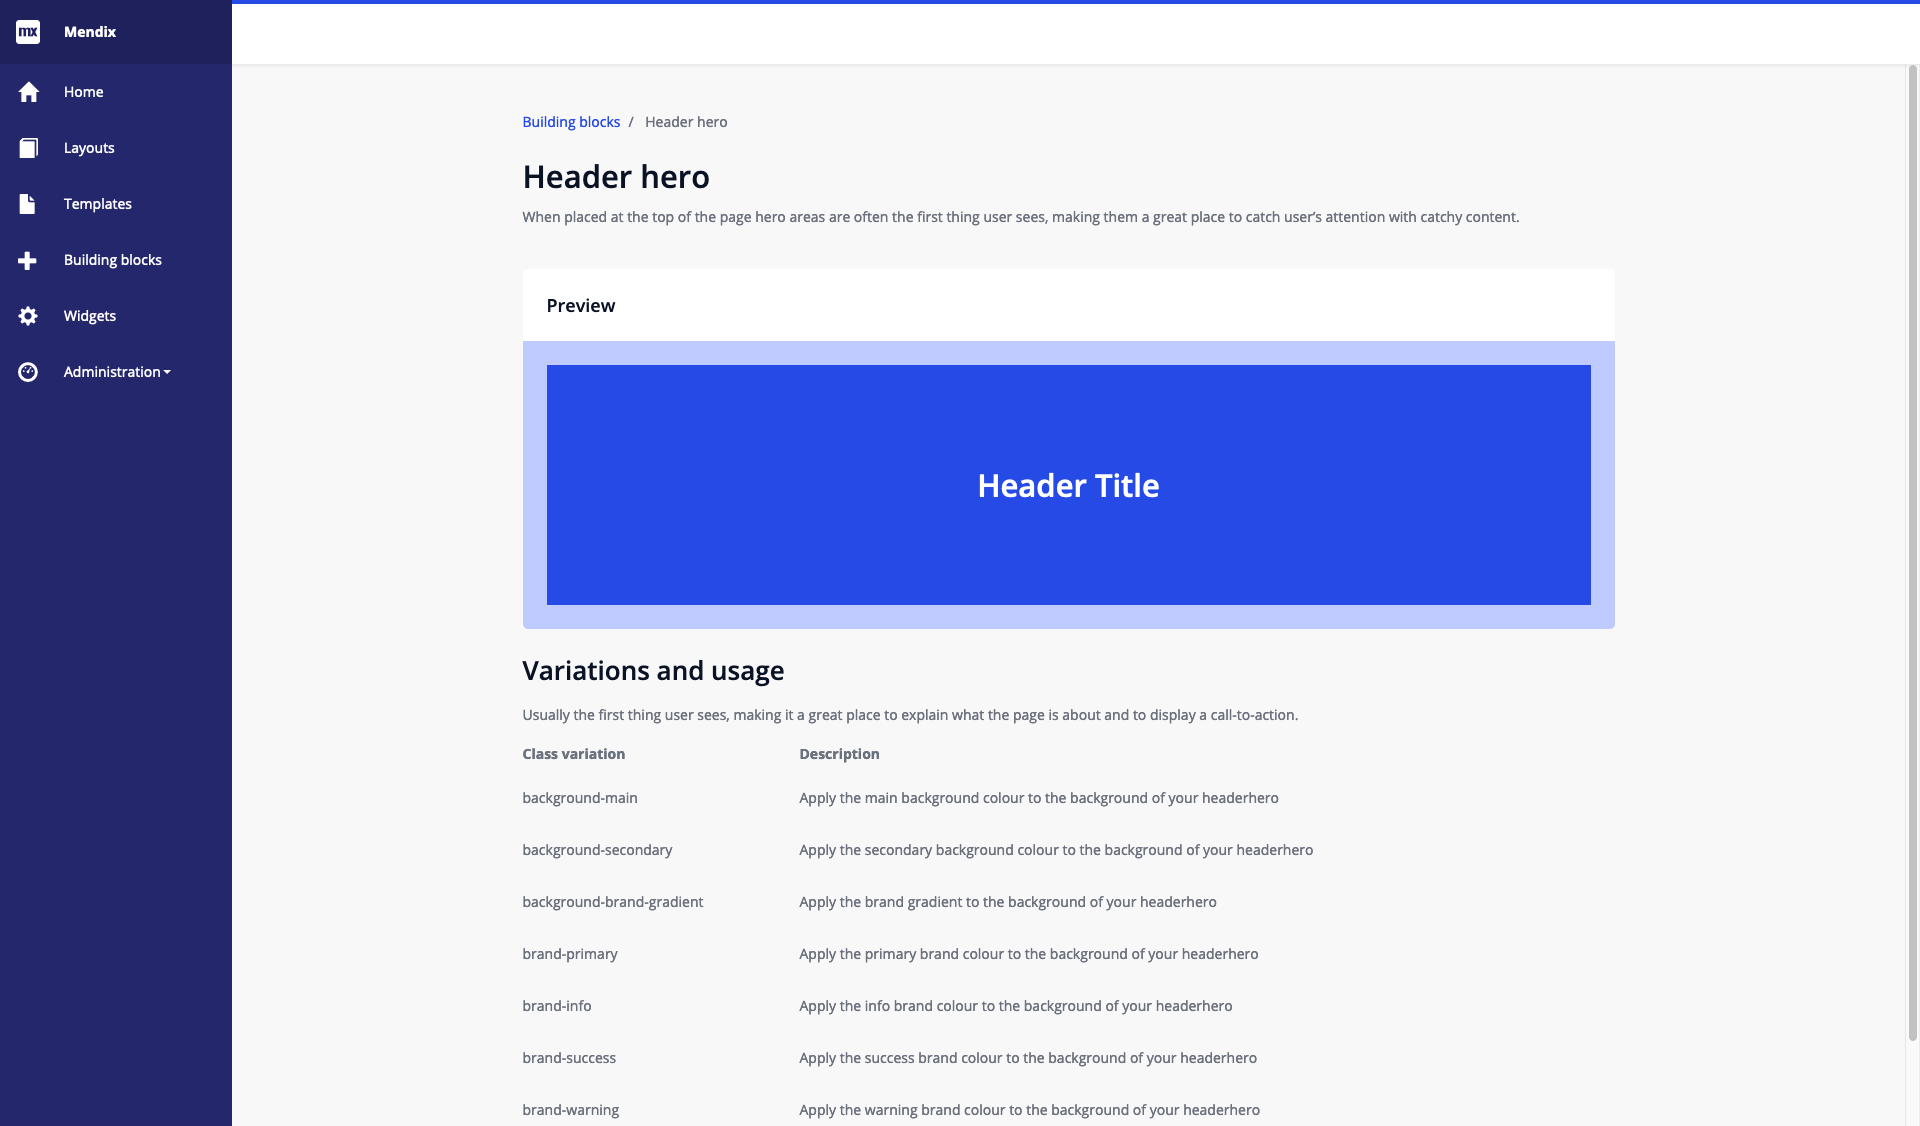 mx Mendix
Home
Layouts
Templates
Building blocks
Widgets
Administration
Building blocks / Header hero
Header hero
When placed at the top of the page hero areas are often the first thing user sees, making them a great place to catch user’s attention with catchy content.
Preview
Header Title
Variations and usage
Usually the first thing user sees, making it a great place to explain what the page is about and to display a call-to-action.
Class variation Description
background-main Apply the main background colour to the background of your headerhero
background-secondary Apply the secondary background colour to the background of your headerhero
background-brand-gradient Apply the brand gradient to the background of your headerhero
brand-primary Apply the primary brand colour to the background of your headerhero
brand-info Apply the info brand colour to the background of your headerhero
brand-success Apply the success brand colour to the background of your headerhero
brand-warning Apply the warning brand colour to the background of your headerhero